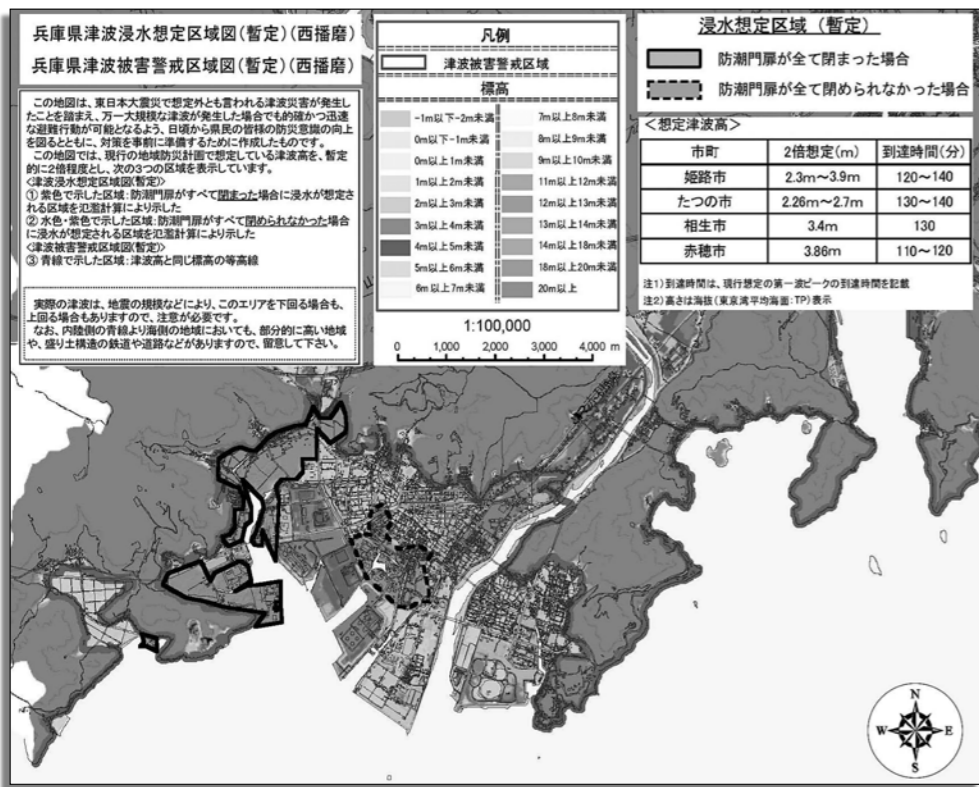 兵庫県津波浸水想定区域図(暫定)(西播磨)
兵庫県津波被害警戒区域図(暫定)(西播磨)
この地図は、東日本大震災で想定外とも言われる津波災害が発生し
たことを踏まえ、万一大規模な津波が発生した場合でも的確かつ迅速
な避難行動が可能となるよう、日頃から県民の皆様の防災意識の向上
を図るとともに、対策を事前に準備するために作成したものです。
この地図では、現行の地域防災計画で想定している津波高を、暫定
的に2倍程度とし、次の3つの区域を表示しています。
<津波浸水想定区域図(暫定)>
① 紫色で示した区域:防潮門扉がすべて閉まった場合に浸水が想定さ
れる区域を氾濫計算により示した
② 水色・紫色で示した区域:防潮門扉がすべて閉められなかった場合
に浸水が想定される区域を氾濫計算により示した
<津波被害警戒区域図(暫定)>
③ 青線で示した区域:津波高と同じ標高の等高線
実際の津波は、地震の規模などにより、このエリアを下回る場合も、
上回る場合もありますので、注意が必要です。
なお、内陸側の青線より海側の地域においても、部分的に高い地域
や、盛り土構造の鉄道や道路などがありますので、留意して下さい。
凡例
津波被害警戒区域
標高
-1m以下-2m未満
0m以下-1m未満
0m以上1m未満
1m以上2m未満
2m以上3m未満
3m以上4m未満
4m以上5m未満
5m以上6m未満
6m以上7m未満
7m以上8m未満
8m以上9m未満
9m以上10m未満
11m以上12m未満
12m以上13m未満
13m以上14m未満
14m以上18m未満
18m以上20m未満
20m以上
1:100,000
0 1,000 2,000 3,000 4,000 m
浸水想定区域 (暫定)
防潮門扉が全て閉まった場合
防潮門扉が全て閉められなかった場合
<想定津波高>
市町 2倍想定(m) 到達時間(分)
姫路市 2.3m~3.9m 120~140
たつの市 2.26m~2.7m 130~140
相生市 3.4m 130
赤穂市 3.86m 110~120
注1)到達時間は、現行想定の第一波ピークの到達時間を記載
注2)高さは海抜(東京湾平均海面:TP)表示
N
W E
S